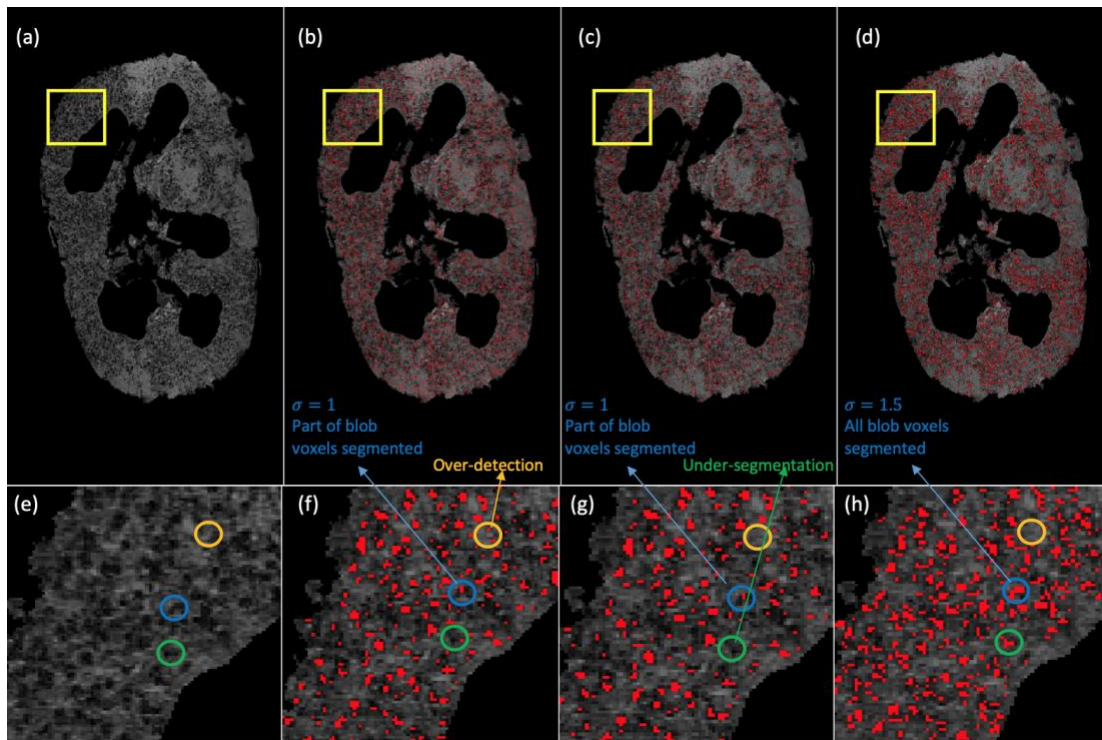 (a)
(b)
(c)
(d)
σ = 1
Part of blob
voxels segmented
Over-detection
σ = 1
Part of blob
voxels segmented
Under-segmentation
σ = 1.5
All blob voxels
segmented
(e)
(f)
(g)
(h)